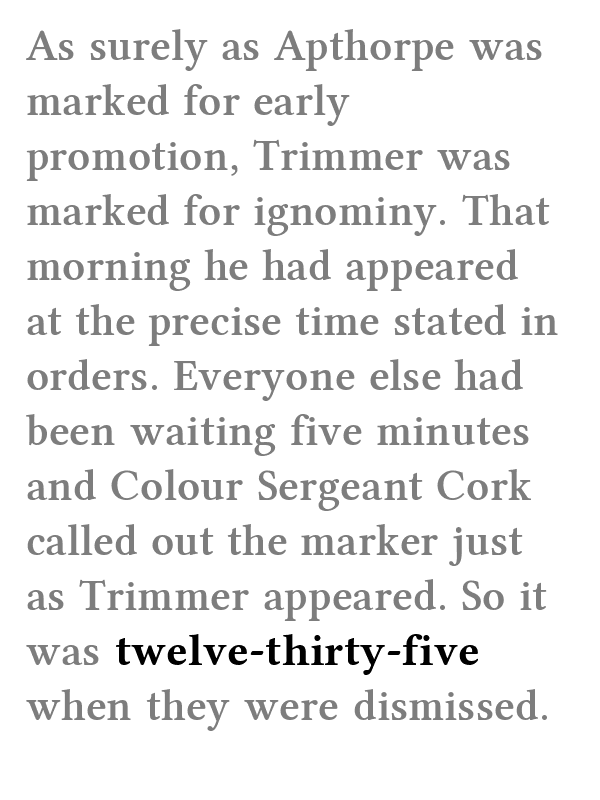 As surely as Apthorpe was
marked for early
promotion, Trimmer was
marked for ignominy. That
morning he had appeared
at the precise time stated in
orders. Everyone else had
been waiting five minutes
and Colour Sergeant Cork
called out the marker just
as Trimmer appeared. So it
was twelve-thirty-five
when they were dismissed.